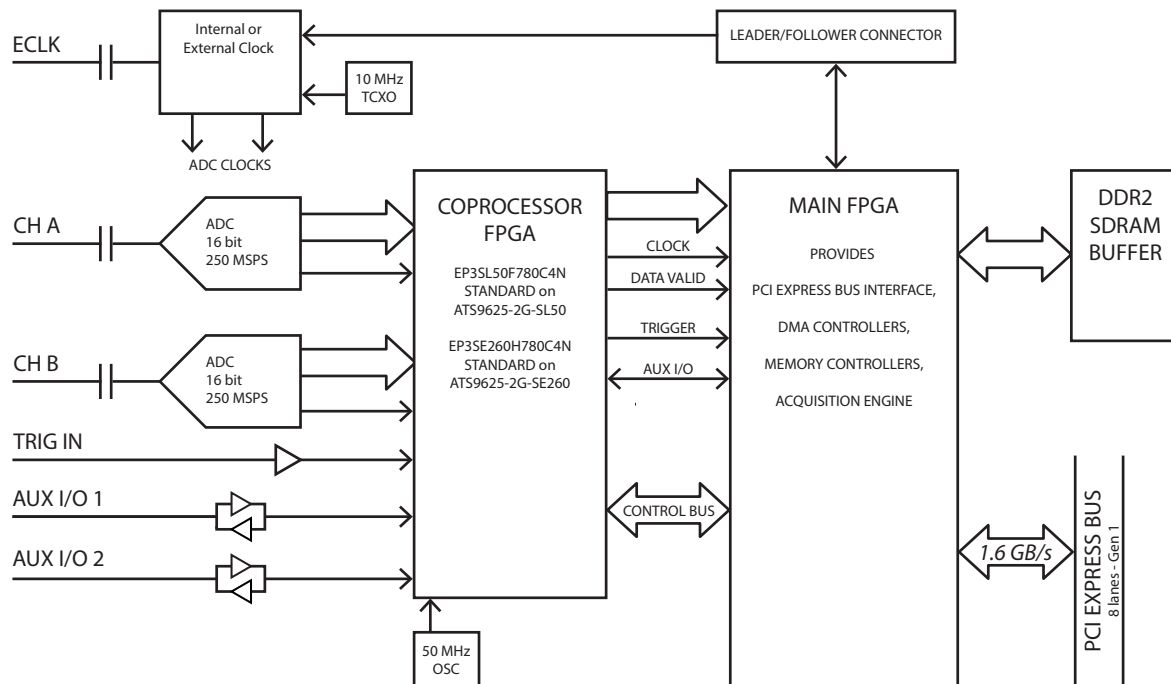 ECLK
Internal or
External Clock
LEADER/FOLLOWER CONNECTOR
10 MHz
TCXO
ADC CLOCKS
CH A
ADC
16 bit
250 MSPS
COPROCESSOR
FPGA
EP3SL50F780C4N
STANDARD on
ATS9625-2G-SL50
EP3SE260H780C4N
STANDARD on
ATS9625-2G-SE260
CLOCK
DATA VALID
TRIGGER
AUX I/O
CONTROL BUS
MAIN FPGA
PROVIDES
PCI EXPRESS BUS INTERFACE,
DMA CONTROLLERS,
MEMORY CONTROLLERS,
ACQUISITION ENGINE
DDR2
SDRAM
BUFFER
CH B
ADC
16 bit
250 MSPS
TRIG IN
AUX I/O 1
AUX I/O 2
50 MHz
OSC
1.6 GB/s
PCI EXPRESS BUS
8 lanes - Gen 1